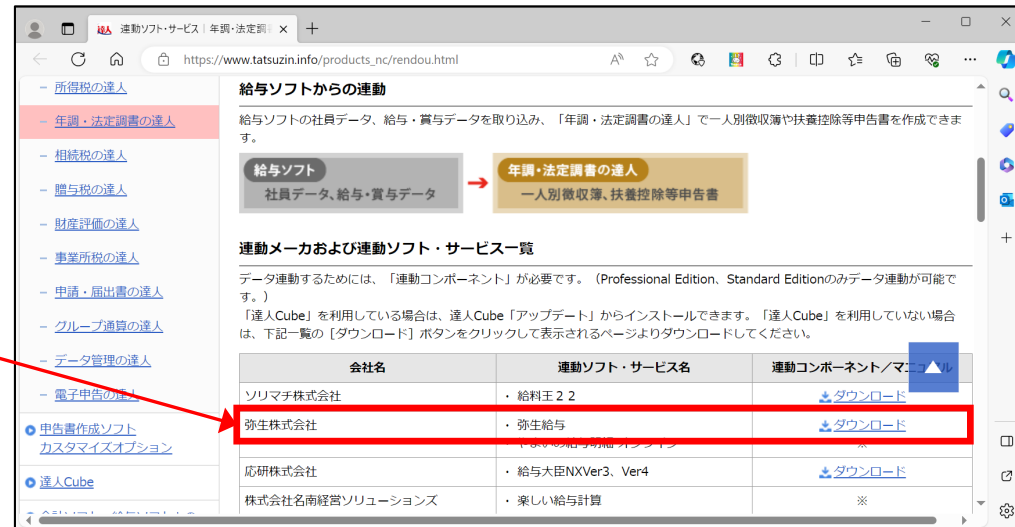 連動ソフト・サービス｜年調・法定調
https://www.tatsuzin.info/products_nc/rendou.html
所得税の達人
年調・法定調書の達人
相続税の達人
贈与税の達人
財産評価の達人
事業所税の達人
申請・届出書の達人
グループ通算の達人
データ管理の達人
電子申告の達人
申告書作成ソフト
カスタマイズオプション
達人Cube
給与ソフトからの連動
給与ソフトの社員データ、給与・賞与データを取り込み、「年調・法定調書の達人」で一人別徴収簿や扶養控除等申告書を作成できま
す。
給与ソフト
社員データ、給与・賞与データ
年調・法定調書の達人
一人別徴収簿、扶養控除等申告書
連動メーカおよび連動ソフト・サービス一覧
データ連動するためには、「連動コンポーネント」が必要です。（Professional Edition、Standard Editionのみデータ連動が可能で
す。）
「達人Cube」を利用している場合は、達人Cube「アップデート」からインストールできます。「達人Cube」を利用していない場合
は、下記一覧の［ダウンロード］ボタンをクリックして表示されるページよりダウンロードしてください。
会社名 連動ソフト・サービス名 連動コンポーネント／マニュアル
ソリマチ株式会社 ・ 給料王２２ ダウンロード
弥生株式会社 ・ 弥生給与 ダウンロード
※
応研株式会社 ・ 給与大臣NXVer3、Ver4 ダウンロード
株式会社名南経営ソリューションズ ・ 楽しい給与計算 ※